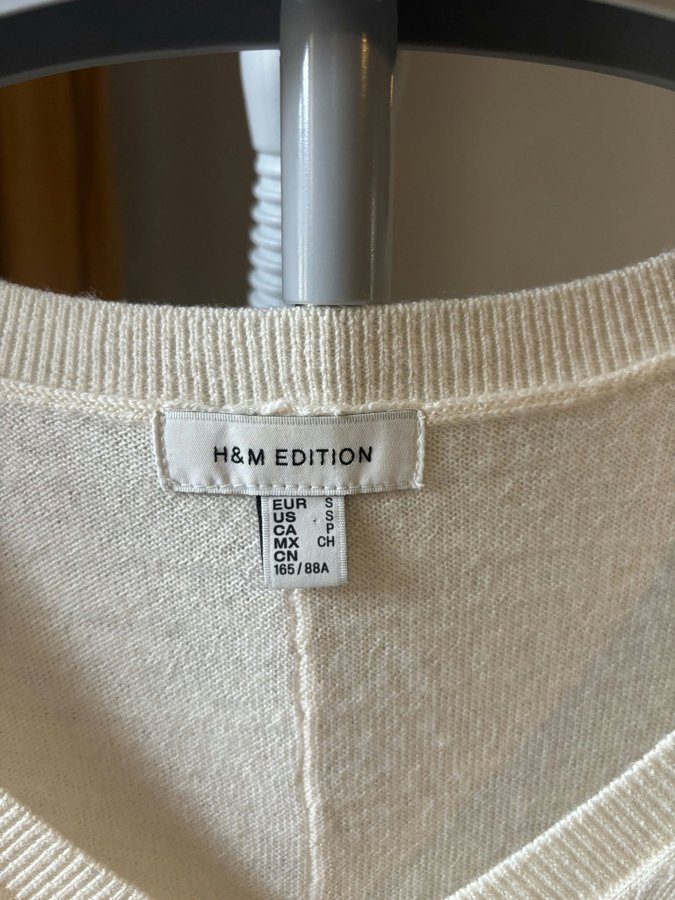 H&M EDITION
EUR S
US S
CA P
MX CH
CN
165/88A